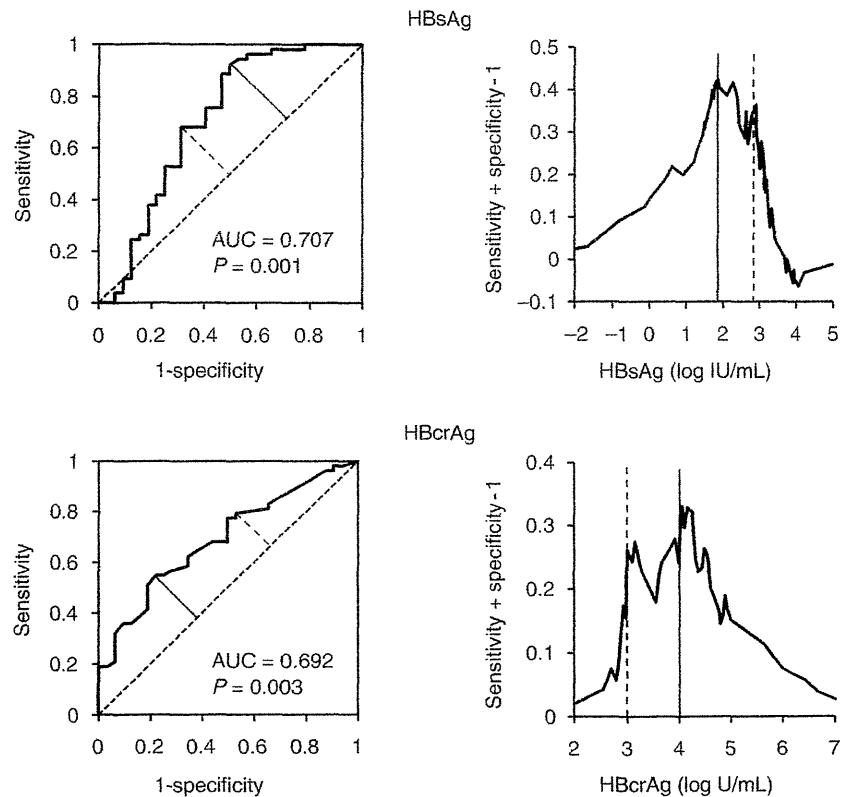 HBsAg
1
0.8
0.6
0.4
0.2
0
Sensitivity
AUC = 0.707
P = 0.001
0 0.2 0.4 0.6 0.8 1
1-specificity
0.5
0.4
0.3
0.2
0.1
0
−0.1
Sensitivity + specificity - 1
−2 −1 0 1 2 3 4 5
HBsAg (log IU/mL)
HBcrAg
1
0.8
0.6
0.4
0.2
0
Sensitivity
AUC = 0.692
P = 0.003
0 0.2 0.4 0.6 0.8 1
1-specificity
0.4
0.3
0.2
0.1
0
Sensitivity + specificity - 1
2 3 4 5 6 7
HBcrAg (log U/mL)